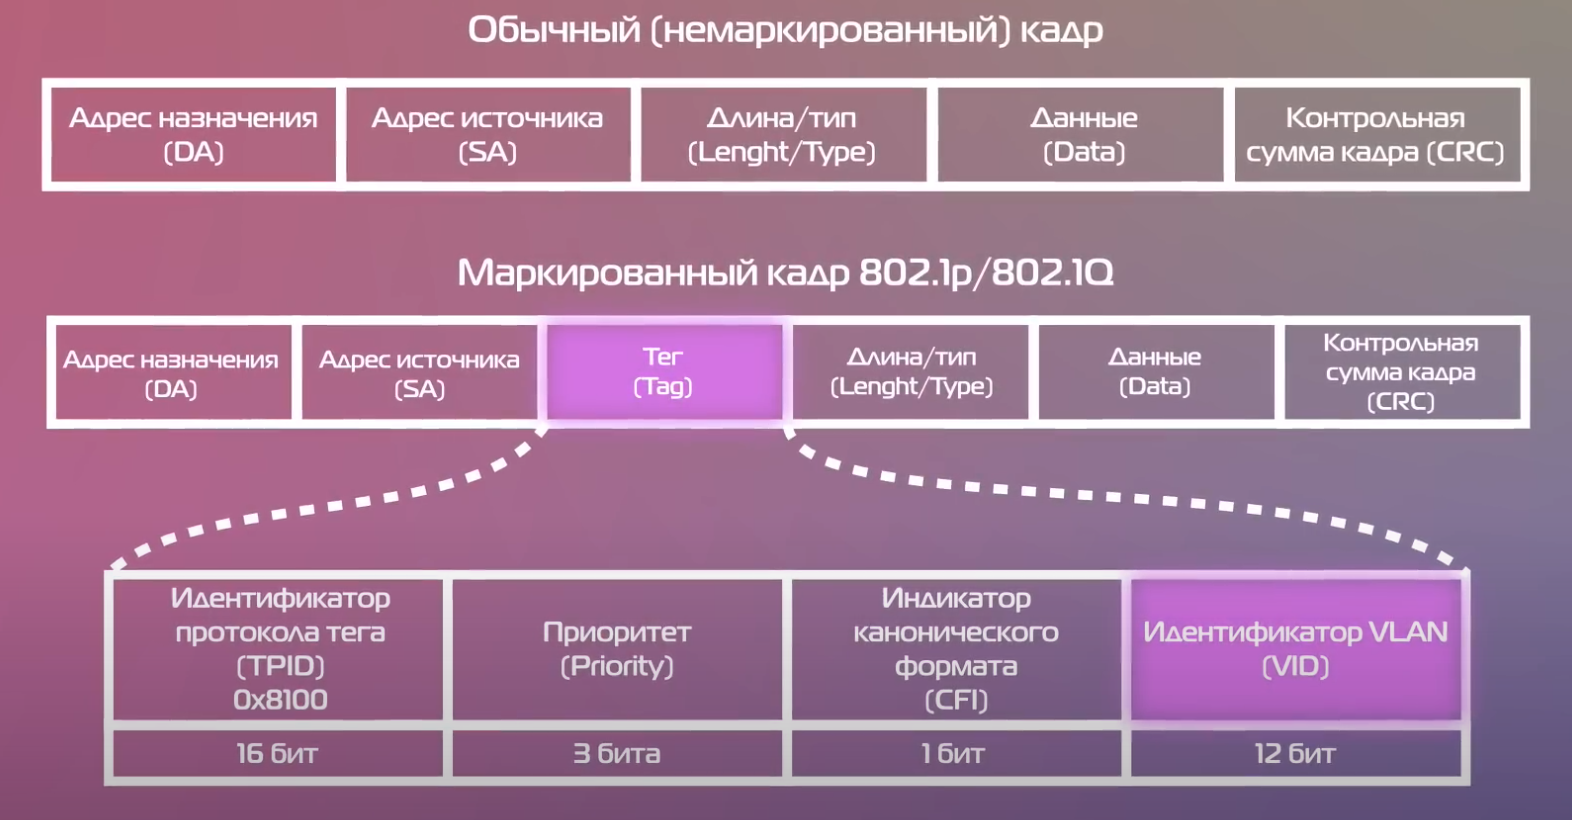 Обычный (немаркированный) кадр
Адрес назначения
(DA)
Адрес источника
(SA)
Длина/тип
(Lenght/Type)
Данные
(Data)
Контрольная
сумма кадра (CRC)
Маркированный кадр 802.1p/802.1Q
Адрес назначения
(DA)
Адрес источника
(SA)
Тег
(Tag)
Длина/тип
(Lenght/Type)
Данные
(Data)
Контрольная
сумма кадра
(CRC)
Идентификатор
протокола тега
(TPID)
0x8100
Приоритет
(Priority)
Индикатор
канонического
формата
(CFI)
Идентификатор VLAN
(VID)
16 бит
3 бита
1 бит
12 бит